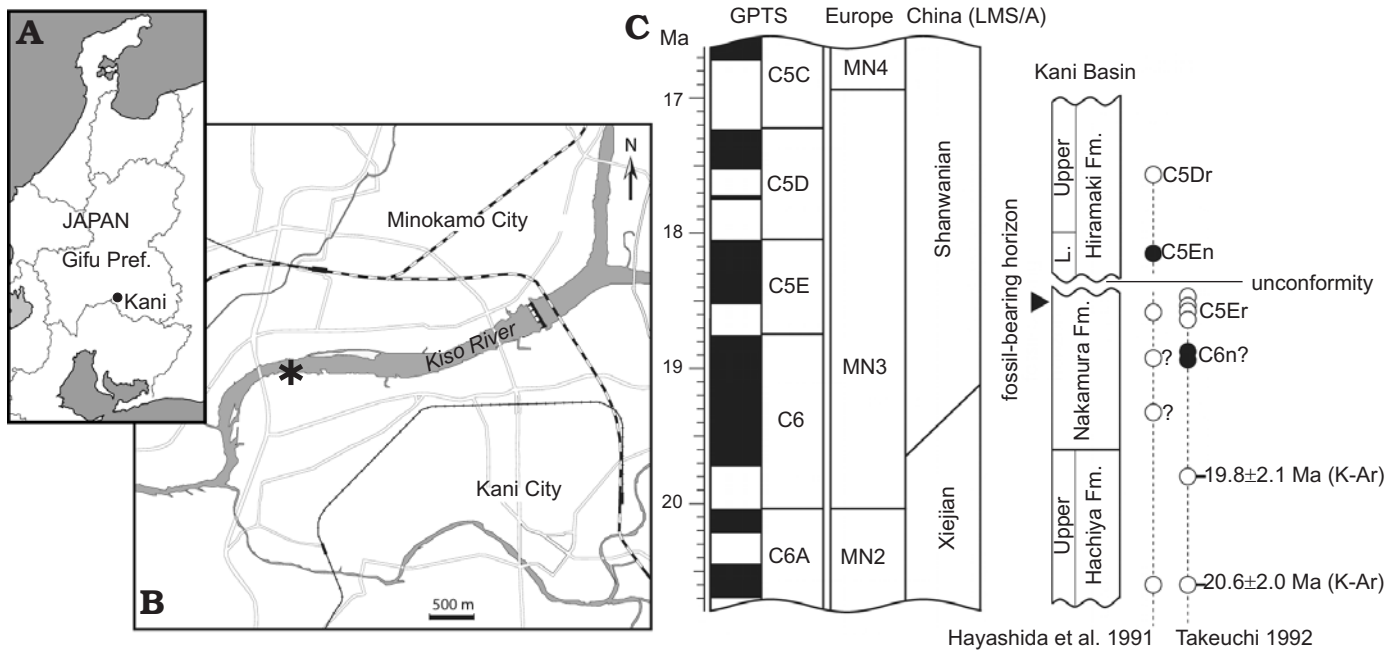 A
JAPAN
Gifu Pref.
Kani
B
N
Minokamo City
Kiso River
*
Kani City
500 m
C
GPTS Europe China (LMS/A)
Ma
17
18
19
20
C5C
C5D
C5E
C6
C6A
MN4
MN3
MN2
Shanwanian
Xiejian
fossil-bearing horizon
Kani Basin
Upper
L.
Hiramaki Fm.
Nakamura Fm.
Upper
Hachiya Fm.
C5Dr
C5En
unconformity
C5Er
? C6n?
?
19.8±2.1 Ma (K-Ar)
20.6±2.0 Ma (K-Ar)
Hayashida et al. 1991 Takeuchi 1992